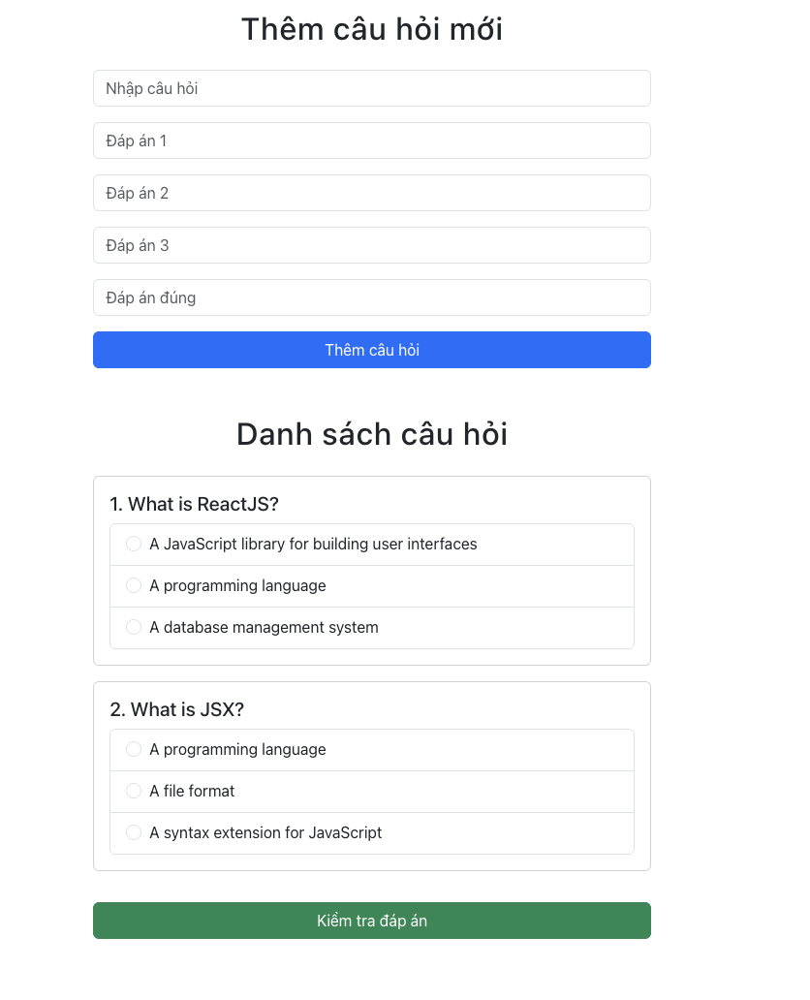 Thêm câu hỏi mới
Nhập câu hỏi
Đáp án 1
Đáp án 2
Đáp án 3
Đáp án đúng
Thêm câu hỏi
Danh sách câu hỏi
1. What is ReactJS?
A JavaScript library for building user interfaces
A programming language
A database management system
2. What is JSX?
A programming language
A file format
A syntax extension for JavaScript
Kiểm tra đáp án